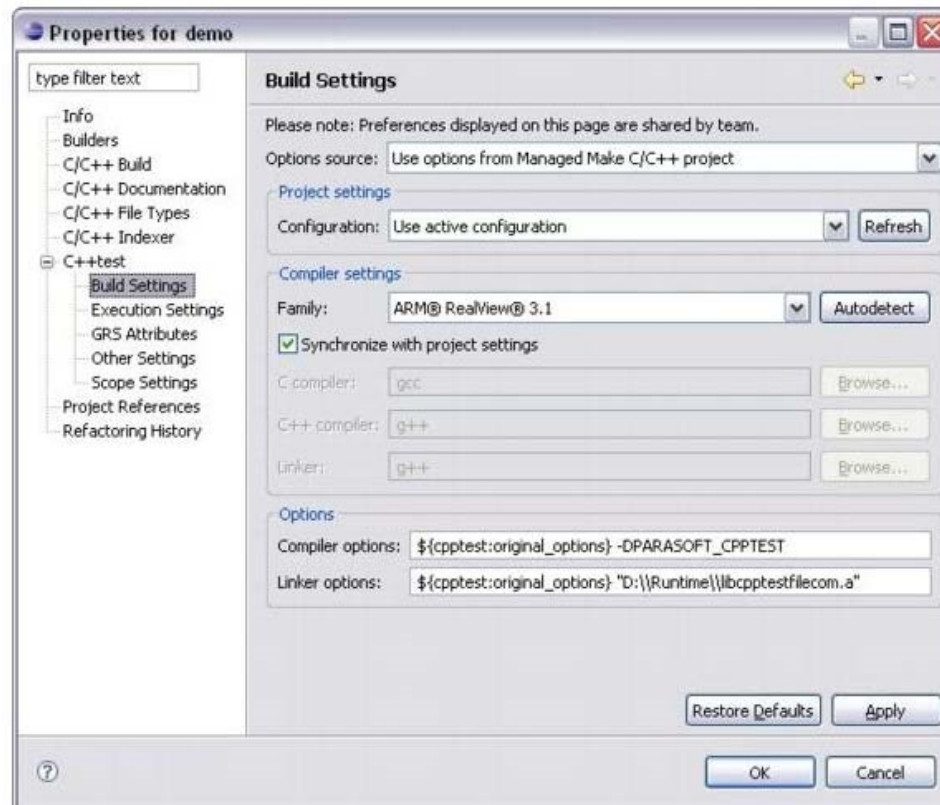 Properties for demo
type filter text
Info
Builders
C/C++ Build
C/C++ Documentation
C/C++ File Types
C/C++ Indexer
C++test
Build Settings
Execution Settings
GRS Attributes
Other Settings
Scope Settings
Project References
Refactoring History
Build Settings
Please note: Preferences displayed on this page are shared by team.
Options source: Use options from Managed Make C/C++ project
Project settings
Configuration: Use active configuration Refresh
Compiler settings
Family: ARM® RealView® 3.1 Autodetect
Synchronize with project settings
C compiler: gcc Browse...
C++ compiler: g++ Browse...
Linker: g++ Browse...
Options
Compiler options: ${cpptest:original_options} -DPARASOFT_CPPTEST
Linker options: ${cpptest:original_options} "D:\\Runtime\\libcpptestfilecom.a"
Restore Defaults Apply
? OK Cancel